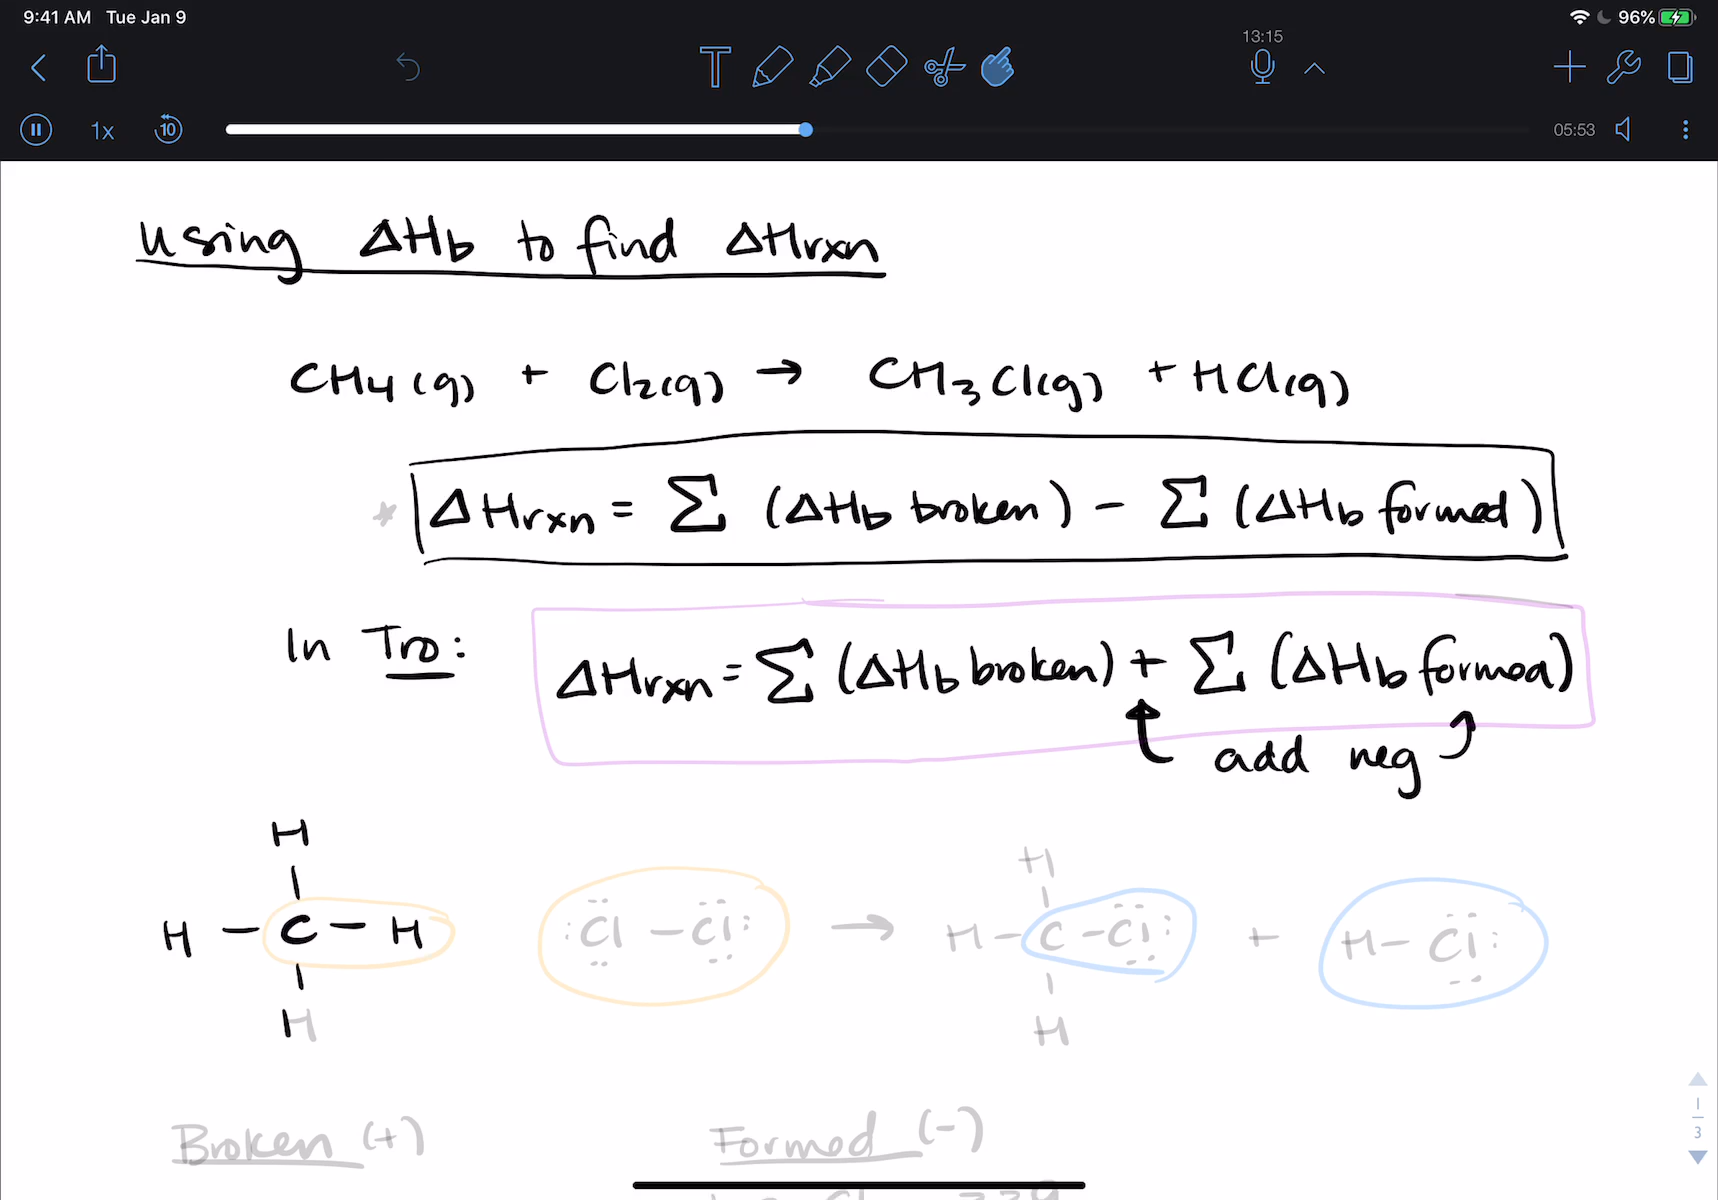 9:41 AM Tue Jan 9
96%
13:15
1x
10
05:53
Using ΔHb to find ΔHrxn
CH4(g) + Cl2(g) → CH3Cl(g) + HCl(g)
* ΔHrxn = Σ (ΔHb broken) - Σ (ΔHb formed)
In Tro: ΔHrxn = Σ (ΔHb broken) + Σ (ΔHb formed)
add neg
H
H - C - H
H
:Cl - Cl: →
H
H - C - Cl: + H - Cl:
H
1
3
Broken (+) Formed (-)